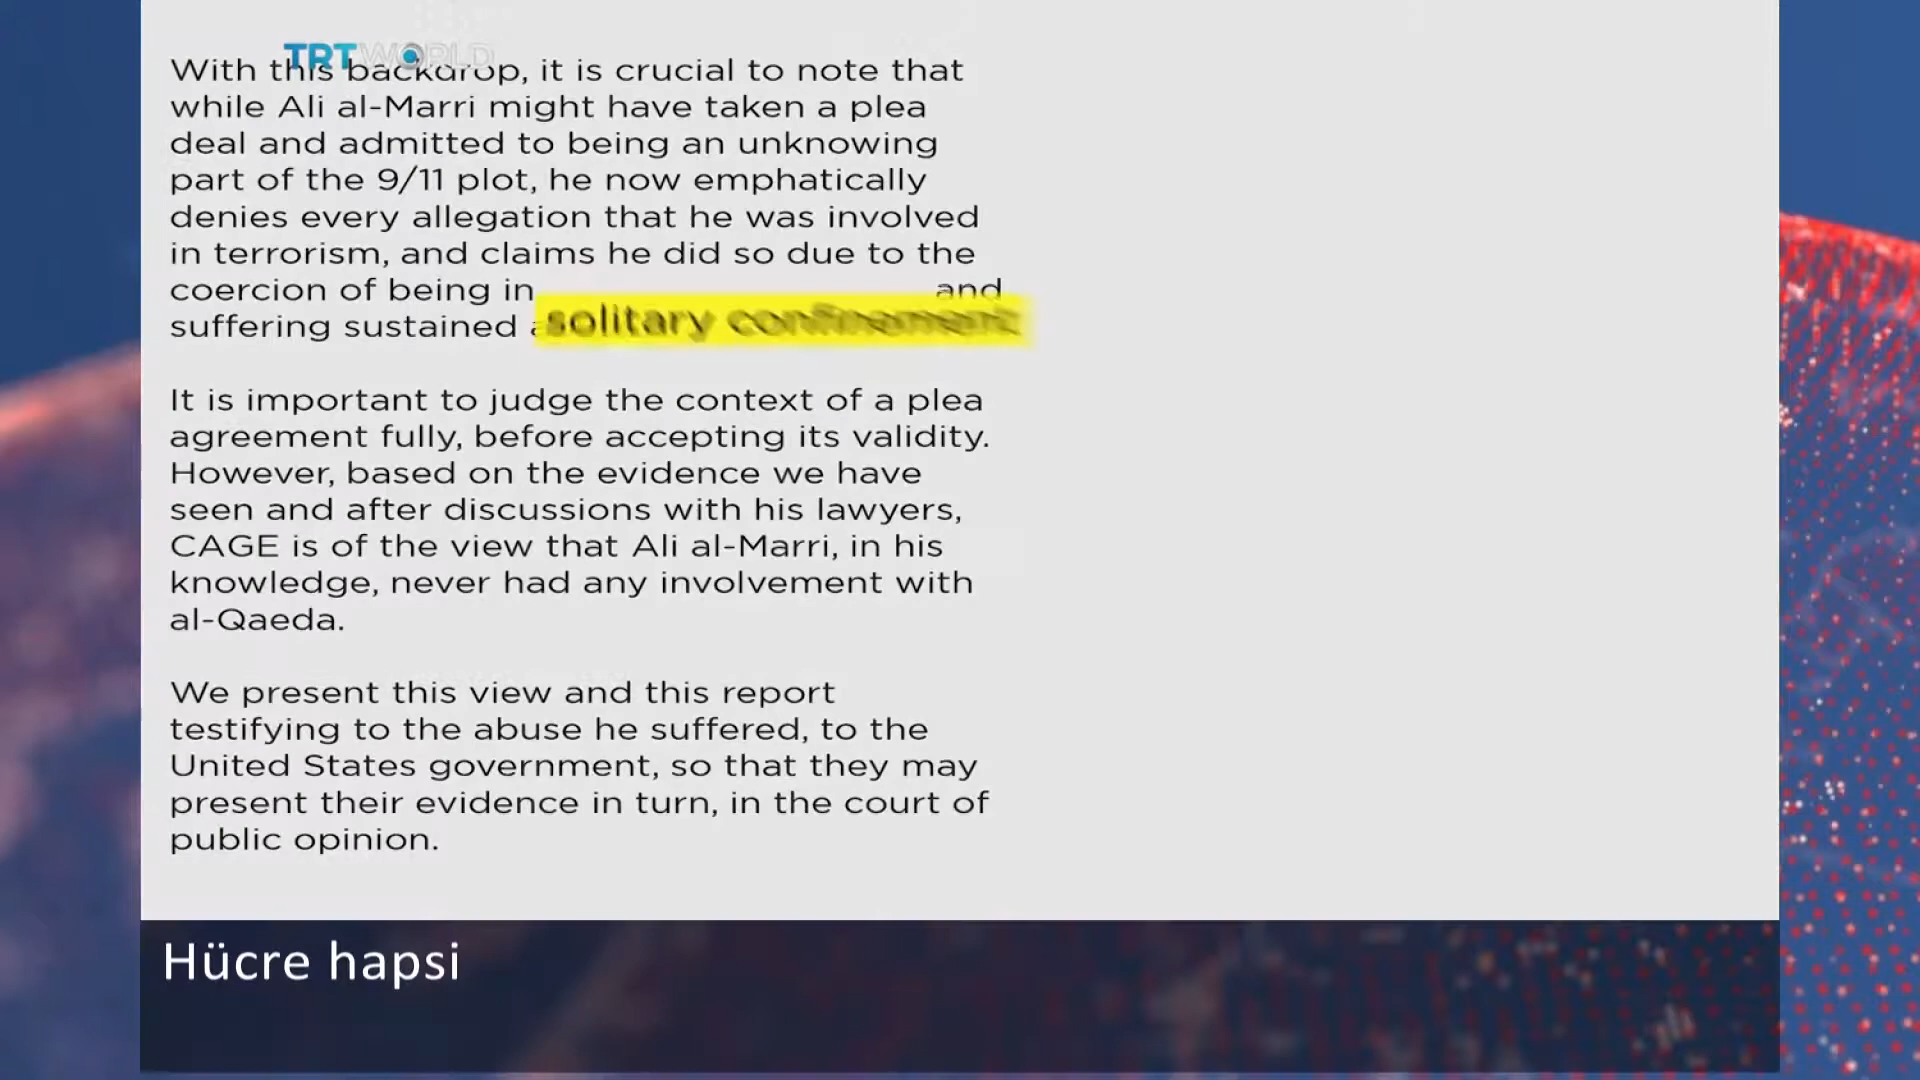 TRT WORLD
With this backdrop, it is crucial to note that
while Ali al-Marri might have taken a plea
deal and admitted to being an unknowing
part of the 9/11 plot, he now emphatically
denies every allegation that he was involved
in terrorism, and claims he did so due to the
coercion of being in and
solitary confinement
suffering sustained
It is important to judge the context of a plea
agreement fully, before accepting its validity.
However, based on the evidence we have
seen and after discussions with his lawyers,
CAGE is of the view that Ali al-Marri, in his
knowledge, never had any involvement with
al-Qaeda.
We present this view and this report
testifying to the abuse he suffered, to the
United States government, so that they may
present their evidence in turn, in the court of
public opinion.
Hücre hapsi